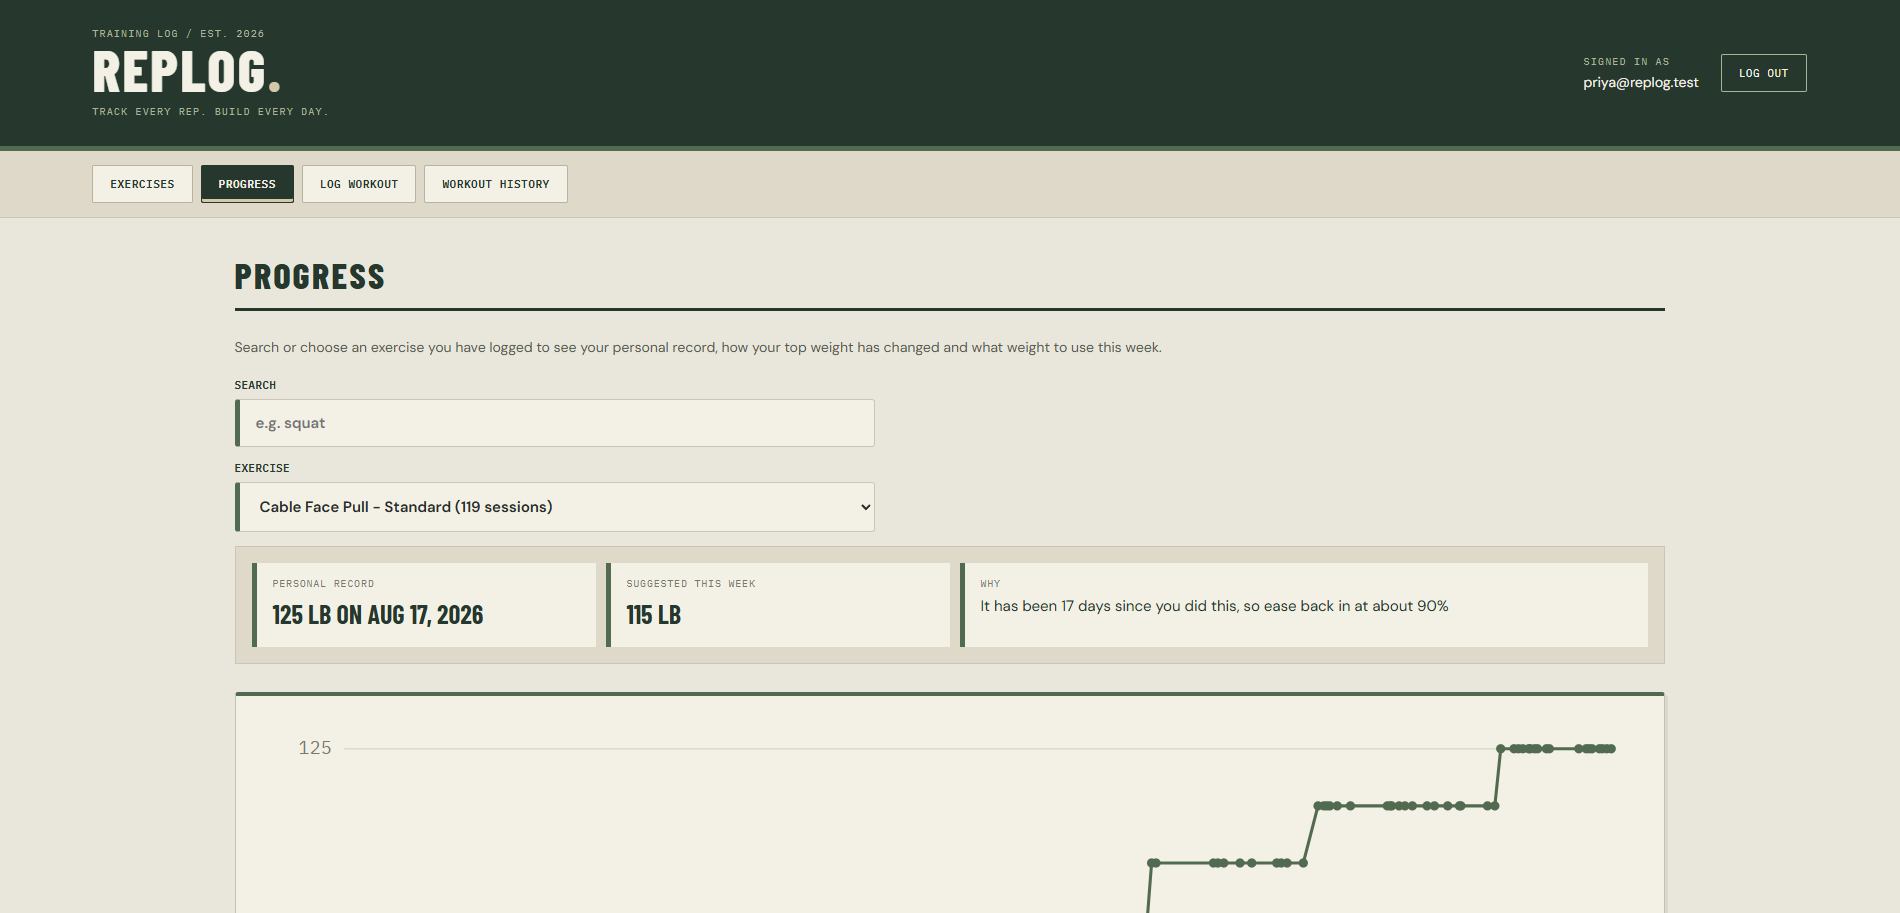 TRAINING LOG / EST. 2026
REPLOG.
TRACK EVERY REP. BUILD EVERY DAY.
SIGNED IN AS
priya@replog.test
LOG OUT
EXERCISES
PROGRESS
LOG WORKOUT
WORKOUT HISTORY
PROGRESS
Search or choose an exercise you have logged to see your personal record, how your top weight has changed and what weight to use this week.
SEARCH
e.g. squat
EXERCISE
Cable Face Pull – Standard (119 sessions)
PERSONAL RECORD
125 LB ON AUG 17, 2026
SUGGESTED THIS WEEK
115 LB
WHY
It has been 17 days since you did this, so ease back in at about 90%
125